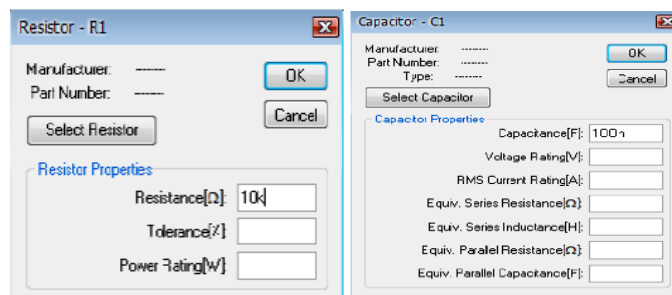 Resistor - R1
Manufacturer: -------
Part Number: -------
OK
Cancel
Select Resistor
Resistor Properties
Resistance[Ω]: 10k
Tolerance[%]
Power Rating[W]
Capacitor - C1
Manufacturer: -------
Part Number: -------
Type: -------
OK
Cancel
Select Capacitor
Capacitor Properties
Capacitance[F]: 100n
Voltage Rating[V]:
RMS Current Rating[A]:
Equiv. Series Resistance[Ω]:
Equiv. Series Inductance[H]:
Equiv. Parallel Resistance[Ω]:
Equiv. Parallel Capacitance[F]: